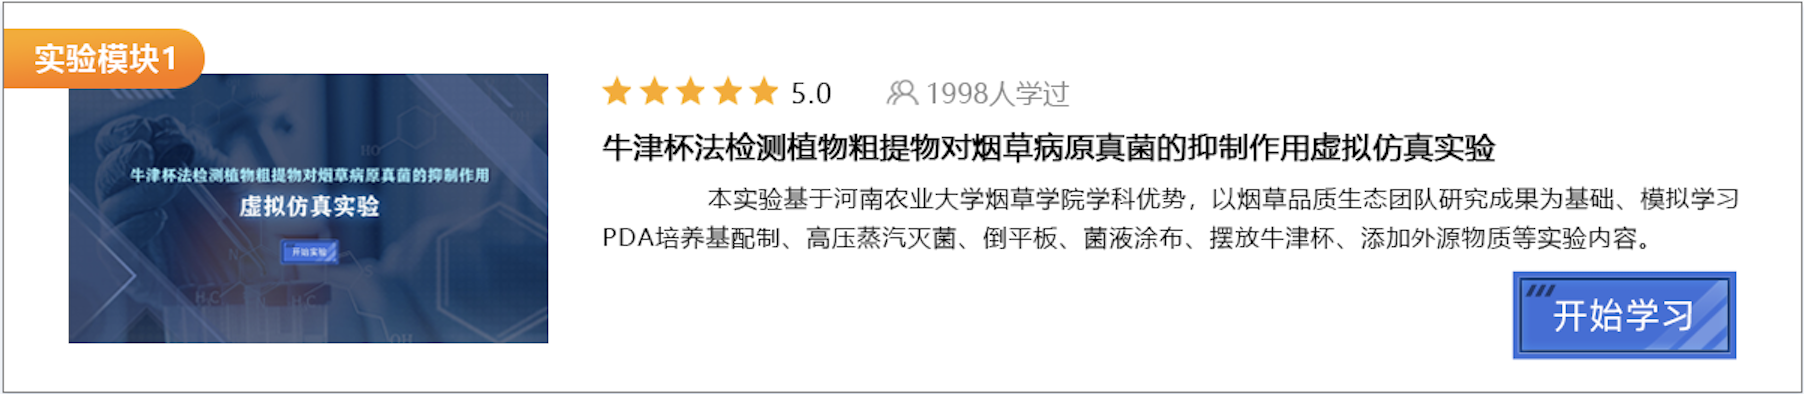 实验模块1
5.0 1998人学过
牛津杯法检测植物粗提物对烟草病原真菌的抑制作用虚拟仿真实验
本实验基于河南农业大学烟草学院学科优势，以烟草品质生态团队研究成果为基础、模拟学习
PDA培养基配制、高压蒸汽灭菌、倒平板、菌液涂布、摆放牛津杯、添加外源物质等实验内容。
开始学习
HO
牛津杯法检测植物粗提物对烟草病原真菌的抑制作用
虚拟仿真实验
开始实验
N
S
H₃C
H₃C
OH